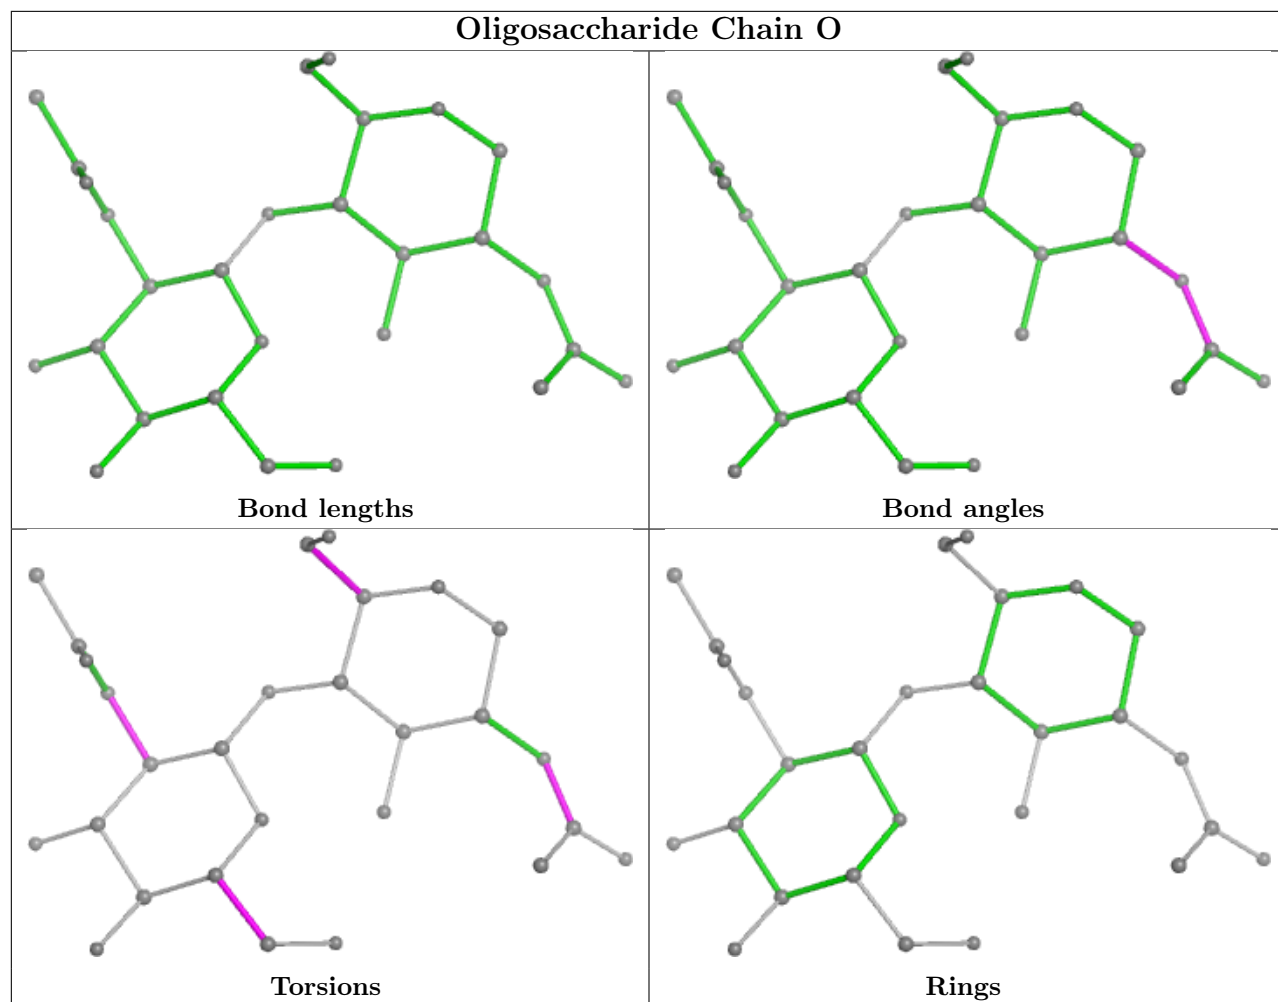 Oligosaccharide Chain O
Bond lengths
Bond angles
Torsions
Rings